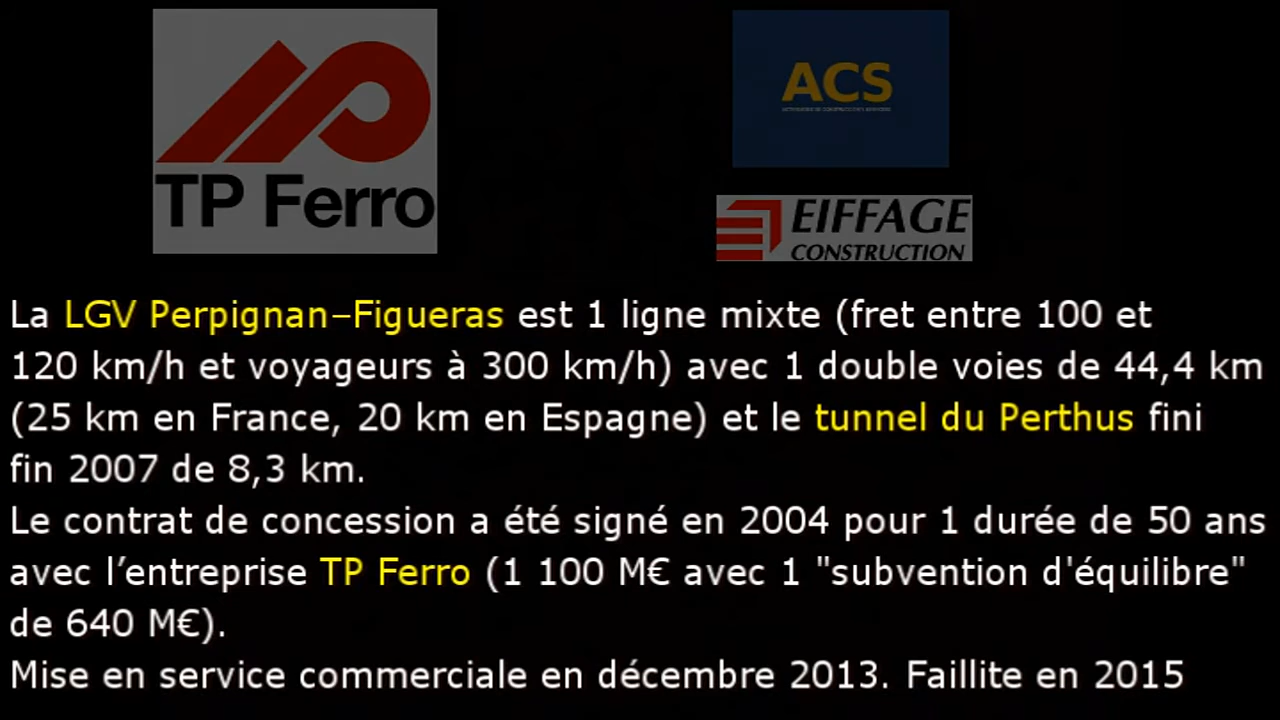 TP Ferro
ACS
EIFFAGE
CONSTRUCTION
La LGV Perpignan–Figueras est 1 ligne mixte (fret entre 100 et
120 km/h et voyageurs à 300 km/h) avec 1 double voies de 44,4 km
(25 km en France, 20 km en Espagne) et le tunnel du Perthus fini
fin 2007 de 8,3 km.
Le contrat de concession a été signé en 2004 pour 1 durée de 50 ans
avec l’entreprise TP Ferro (1 100 M€ avec 1 "subvention d'équilibre"
de 640 M€).
Mise en service commerciale en décembre 2013. Faillite en 2015